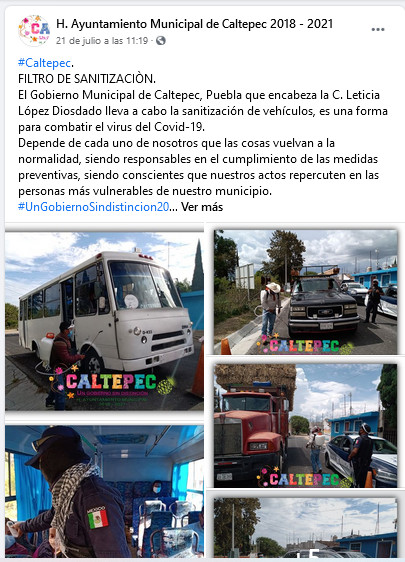 H. Ayuntamiento Municipal de Caltepec 2018 - 2021
21 de julio a las 11:19 ·
#Caltepec.
FILTRO DE SANITIZACIÒN.
El Gobierno Municipal de Caltepec, Puebla que encabeza la C. Leticia
López Diosdado lleva a cabo la sanitización de vehículos, es una forma
para combatir el virus del Covid-19.
Depende de cada uno de nosotros que las cosas vuelvan a la
normalidad, siendo responsables en el cumplimiento de las medidas
preventivas, siendo conscientes que nuestros actos repercuten en las
personas más vulnerables de nuestro municipio.
#UnGobiernoSindistincion20... Ver más
CALTEPEC
CALTEPEC
CALTEPEC
MEXICO
+5